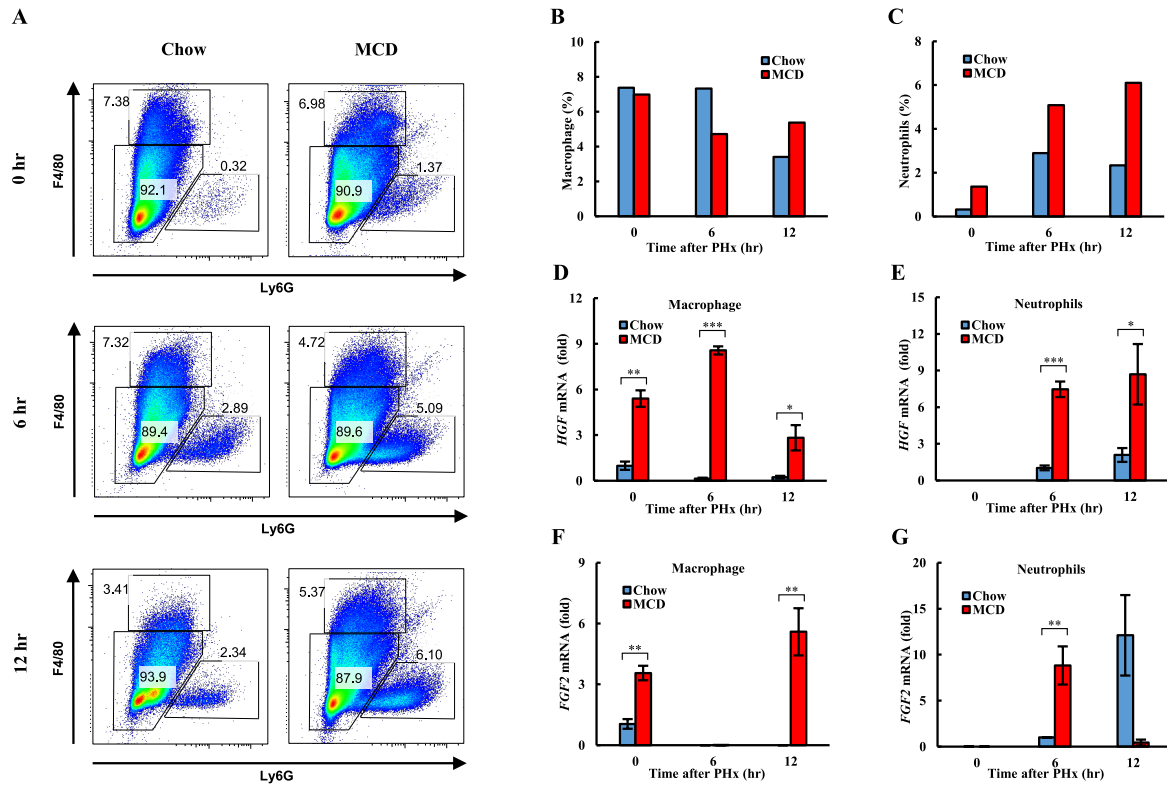 A
Chow
MCD
0 hr
F4/80
7.38
0.32
92.1
6.98
1.37
90.9
Ly6G
6 hr
F4/80
7.32
2.89
89.4
4.72
5.09
89.6
Ly6G
12 hr
F4/80
3.41
2.34
93.9
5.37
6.10
87.9
Ly6G
B
Macrophage (%)
10
8
6
4
2
0
Chow
MCD
0 6 12
Time after PHx (hr)
C
Neutrophils (%)
8
6
4
2
0
Chow
MCD
0 6 12
Time after PHx (hr)
D
Macrophage
HGF mRNA (fold)
12
9
6
3
0
Chow
MCD
** *** *
0 6 12
Time after PHx (hr)
E
Neutrophils
HGF mRNA (fold)
15
12
9
6
3
0
Chow
MCD
*** *
0 6 12
Time after PHx (hr)
F
Macrophage
FGF2 mRNA (fold)
9
6
3
0
Chow
MCD
** **
0 6 12
Time after PHx (hr)
G
Neutrophils
FGF2 mRNA (fold)
20
15
10
5
0
Chow
MCD
**
0 6 12
Time after PHx (hr)